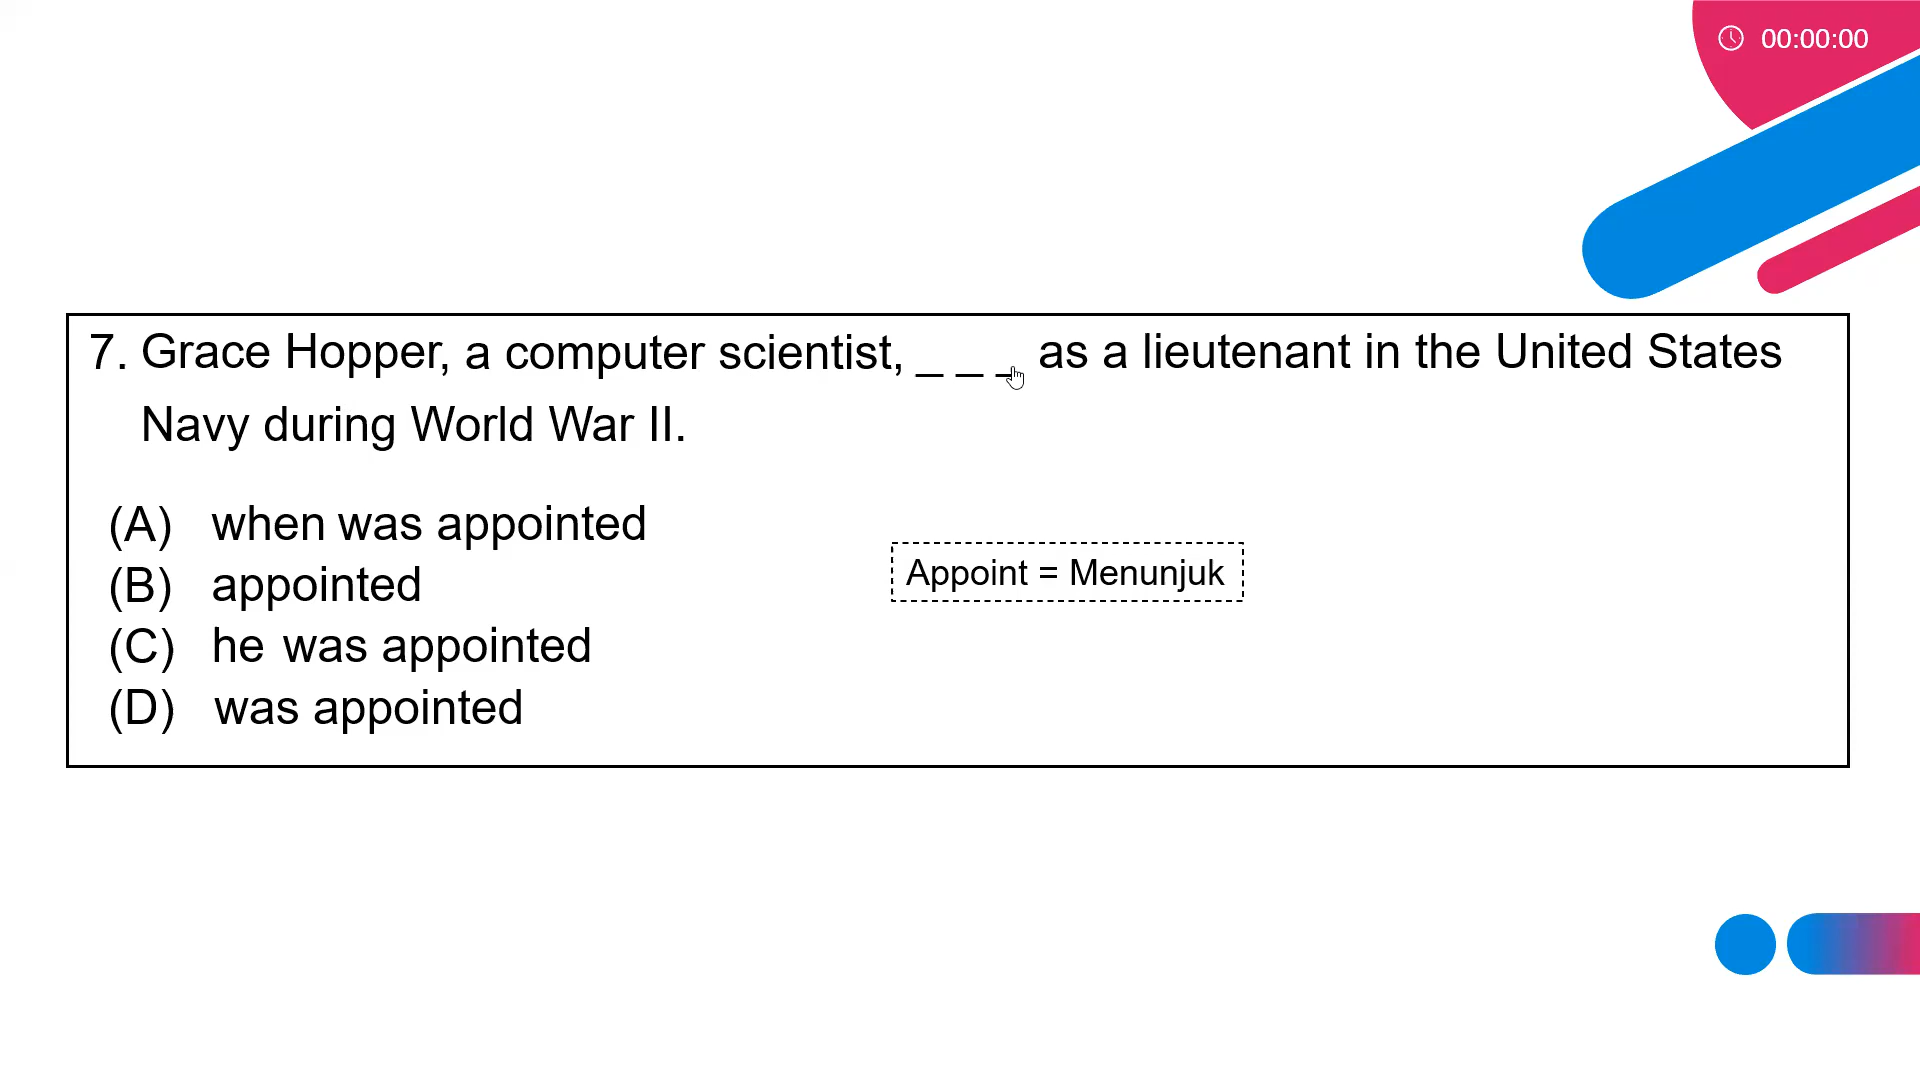 00:00:00
7. Grace Hopper, a computer scientist, _ _ _ as a lieutenant in the United States
Navy during World War II.
(A) when was appointed
(B) appointed
(C) he was appointed
(D) was appointed
Appoint = Menunjuk